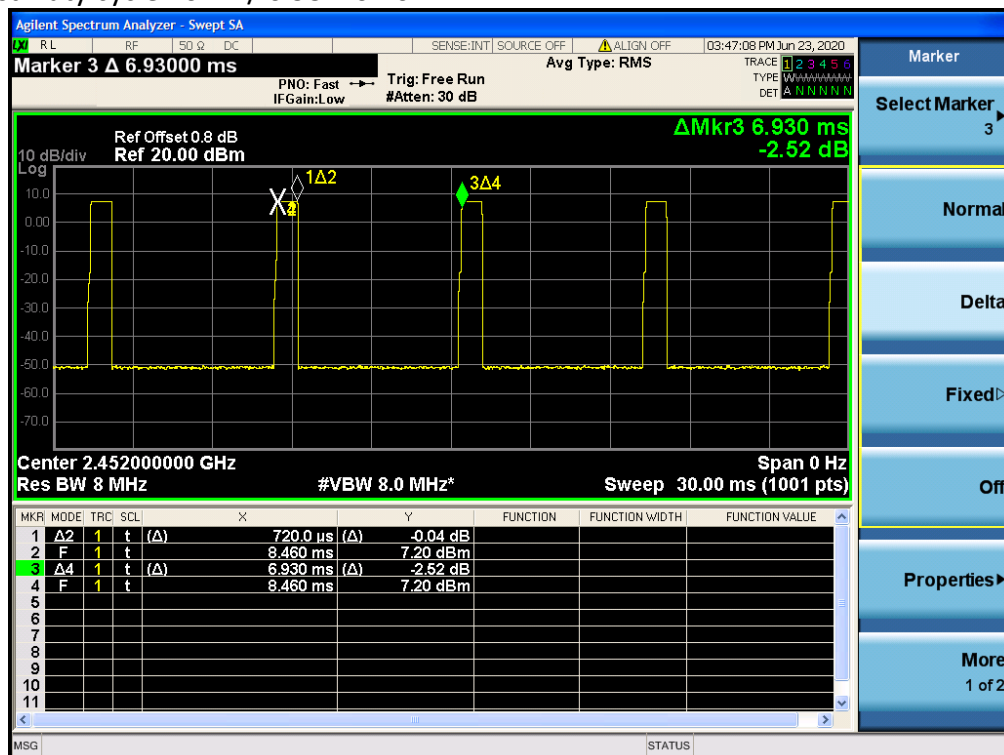 Agilent Spectrum Analyzer - Swept SA
LXI RL RF 50 Ω DC SENSE:INT SOURCE OFF ALIGN OFF 03:47:08 PM Jun 23, 2020
Marker 3 Δ 6.93000 ms
PNO: Fast
IFGain:Low
Trig: Free Run
#Atten: 30 dB
Avg Type: RMS
TRACE 1 2 3 4 5 6
TYPE WWWWWW
DET A N N N N N
Ref Offset 0.8 dB
10 dB/div Ref 20.00 dBm
Log
ΔMkr3 6.930 ms
-2.52 dB
1Δ2
3Δ4
10.0
0.00
-10.0
-20.0
-30.0
-40.0
-50.0
-60.0
-70.0
Center 2.452000000 GHz Span 0 Hz
Res BW 8 MHz #VBW 8.0 MHz* Sweep 30.00 ms (1001 pts)
MKR MODE TRC SCL X Y FUNCTION FUNCTION WIDTH FUNCTION VALUE
1 Δ2 1 t (Δ) 720.0 µs (Δ) -0.04 dB
2 F 1 t 8.460 ms 7.20 dBm
3 Δ4 1 t (Δ) 6.930 ms (Δ) -2.52 dB
4 F 1 t 8.460 ms 7.20 dBm
5
6
7
8
9
10
11
MSG STATUS
Marker
Select Marker
3
Normal
Delta
Fixed
Off
Properties
More
1 of 2